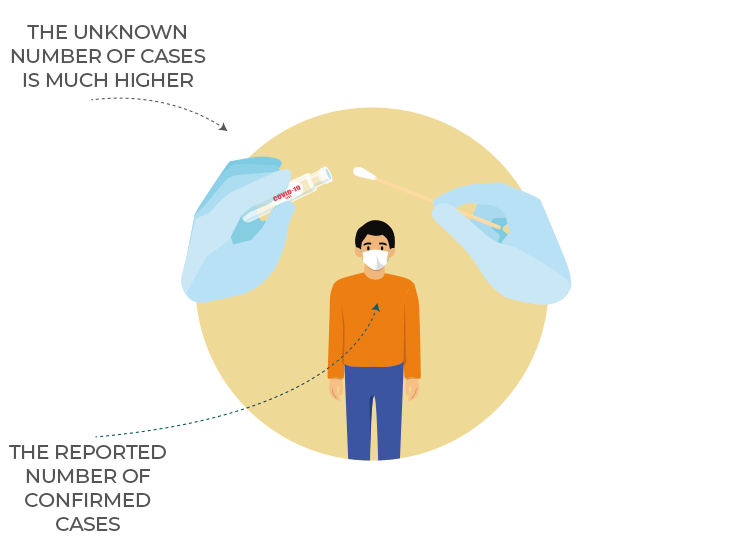 THE UNKNOWN
NUMBER OF CASES
IS MUCH HIGHER
COVID-19
THE REPORTED
NUMBER OF
CONFIRMED
CASES